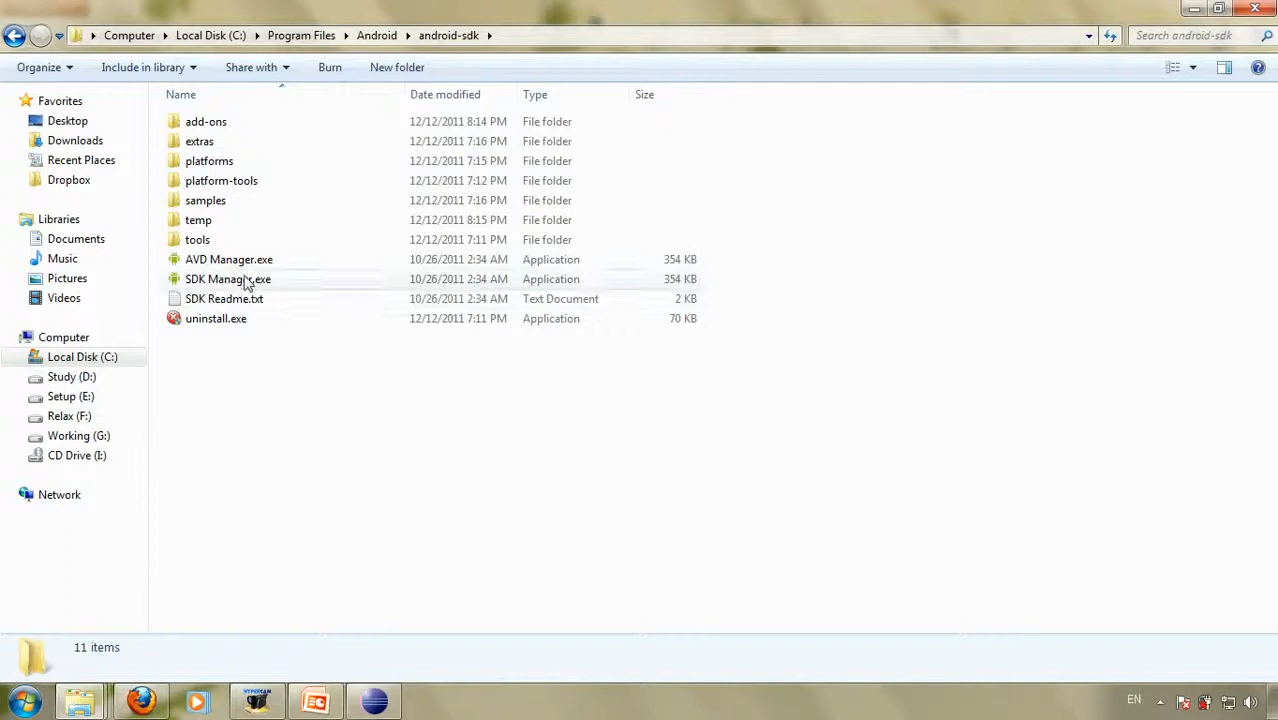 Computer Local Disk (C:) Program Files Android android-sdk Search android-sdk
Organize Include in library Share with Burn New folder
Name Date modified Type Size
Favorites
Desktop
Downloads
Recent Places
Dropbox
Libraries
Documents
Music
Pictures
Videos
Computer
Local Disk (C:)
Study (D:)
Setup (E:)
Relax (F:)
Working (G:)
CD Drive (I:)
Network
add-ons 12/12/2011 8:14 PM File folder
extras 12/12/2011 7:16 PM File folder
platforms 12/12/2011 7:15 PM File folder
platform-tools 12/12/2011 7:12 PM File folder
samples 12/12/2011 7:16 PM File folder
temp 12/12/2011 8:15 PM File folder
tools 12/12/2011 7:11 PM File folder
AVD Manager.exe 10/26/2011 2:34 AM Application 354 KB
SDK Manager.exe 10/26/2011 2:34 AM Application 354 KB
SDK Readme.txt 10/26/2011 2:34 AM Text Document 2 KB
uninstall.exe 12/12/2011 7:11 PM Application 70 KB
11 items
HYPERCAM
EN